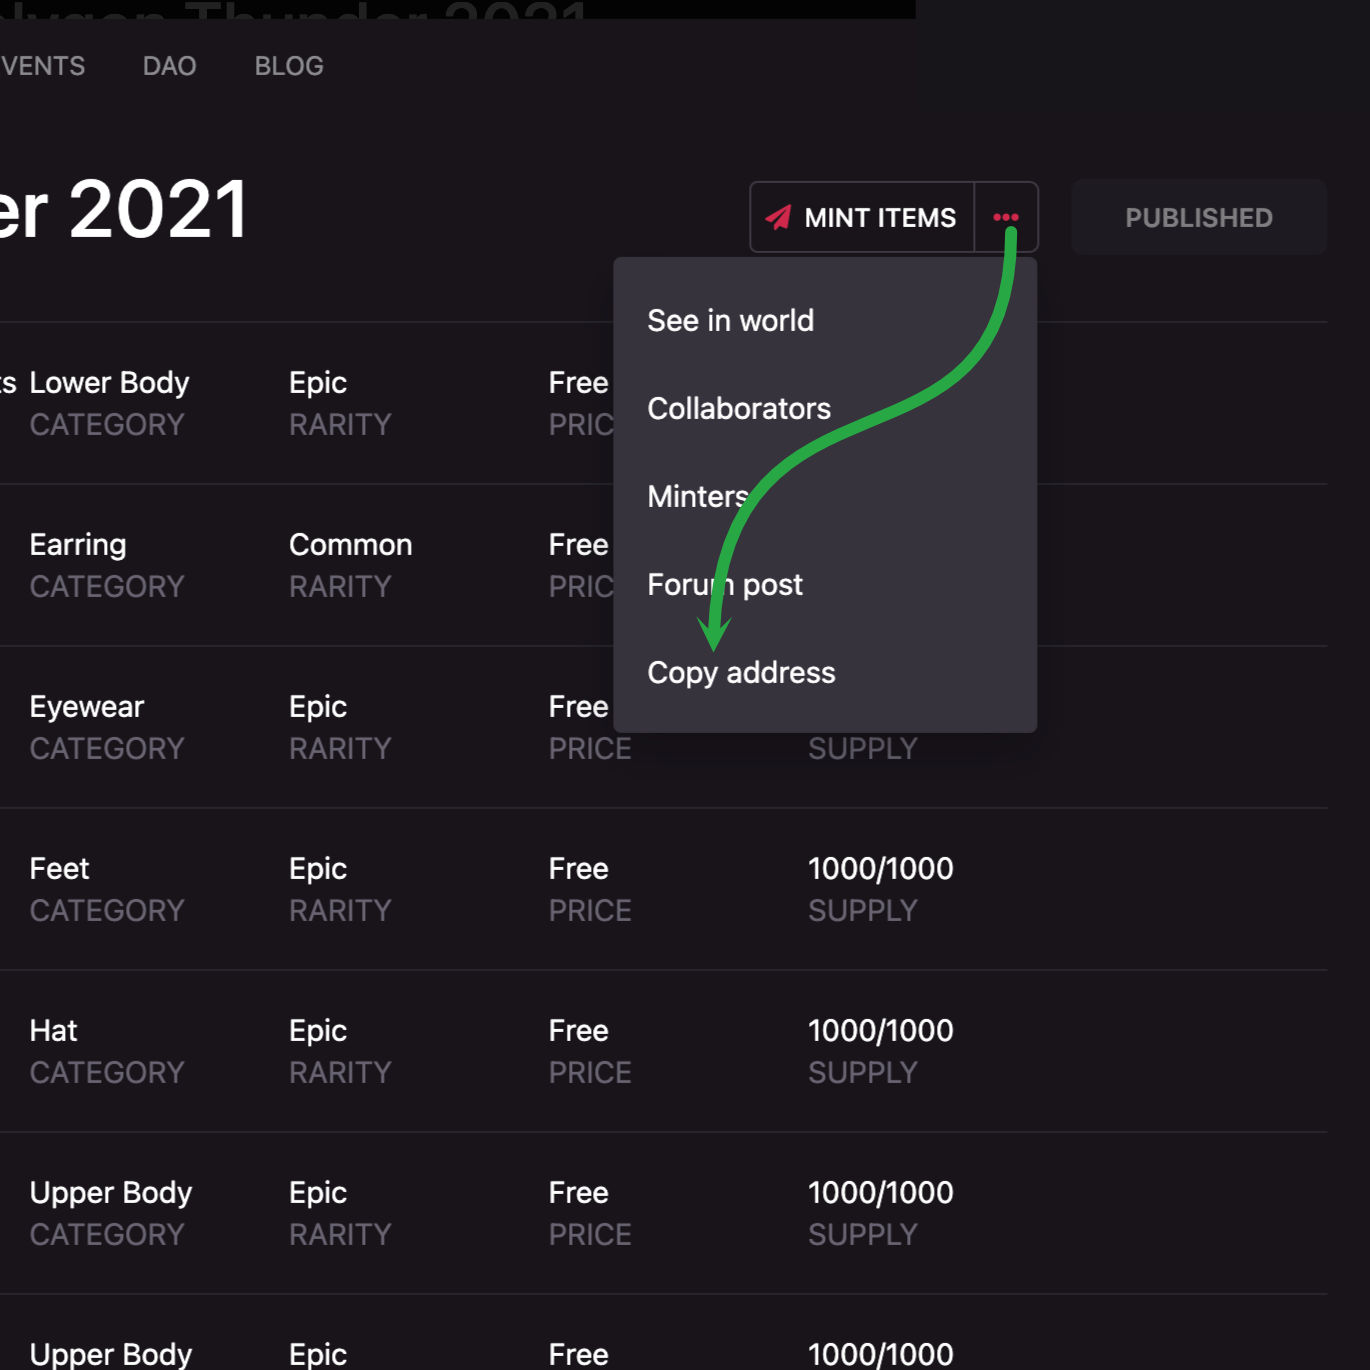 Thunder 2021
VENTS DAO BLOG
er 2021
MINT ITEMS
PUBLISHED
See in world
Collaborators
Minters
Forum post
Copy address
ts Lower Body Epic Free
CATEGORY RARITY PRIC
Earring Common Free
CATEGORY RARITY PRIC
Eyewear Epic Free
CATEGORY RARITY PRICE SUPPLY
Feet Epic Free 1000/1000
CATEGORY RARITY PRICE SUPPLY
Hat Epic Free 1000/1000
CATEGORY RARITY PRICE SUPPLY
Upper Body Epic Free 1000/1000
CATEGORY RARITY PRICE SUPPLY
Upper Body Epic Free 1000/1000